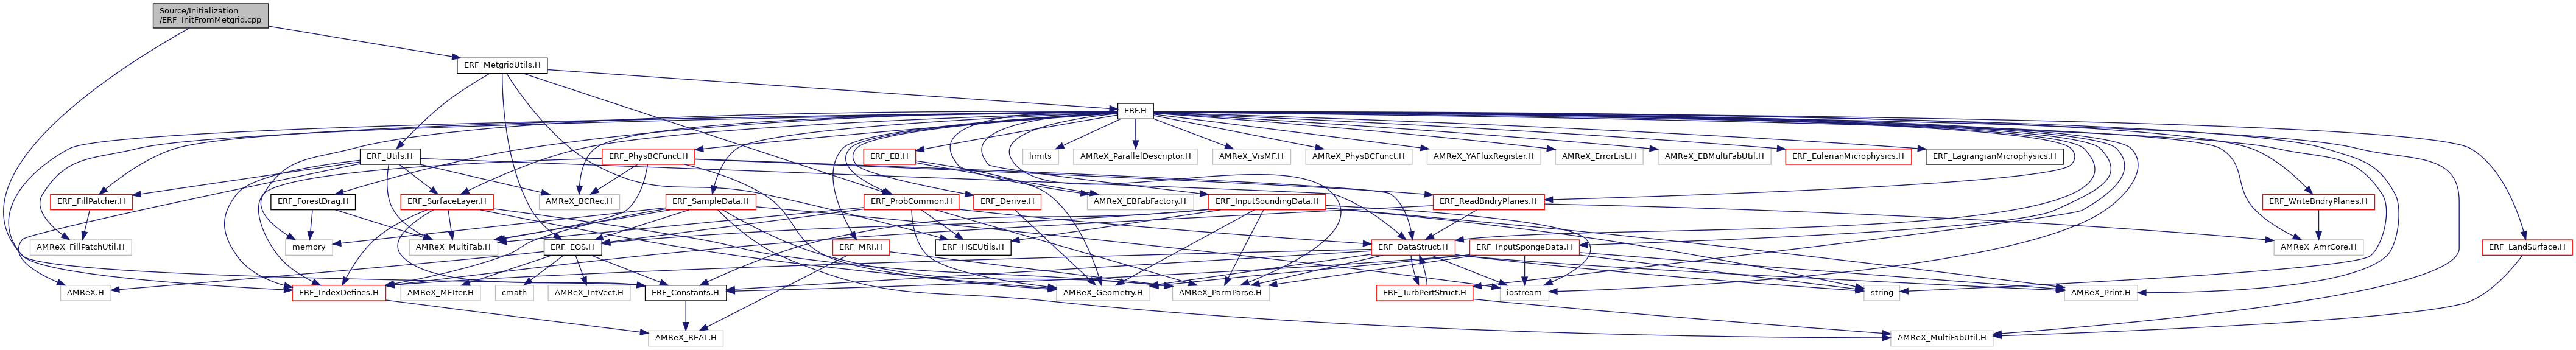 Source/Initialization
/ERF_InitFromMetgrid.cpp
ERF_MetgridUtils.H
ERF.H
ERF_Utils.H
ERF_PhysBCFunct.H
ERF_EB.H
limits
AMReX_ParallelDescriptor.H
AMReX_VisMF.H
AMReX_PhysBCFunct.H
AMReX_YAFluxRegister.H
AMReX_ErrorList.H
AMReX_EBMultiFabUtil.H
ERF_EulerianMicrophysics.H
ERF_LagrangianMicrophysics.H
ERF_FillPatcher.H
ERF_ForestDrag.H
ERF_SurfaceLayer.H
AMReX_BCRec.H
ERF_SampleData.H
ERF_ProbCommon.H
ERF_Derive.H
AMReX_EBFabFactory.H
ERF_InputSoundingData.H
ERF_ReadBndryPlanes.H
ERF_WriteBndryPlanes.H
AMReX_FillPatchUtil.H
memory
AMReX_MultiFab.H
ERF_EOS.H
ERF_MRI.H
ERF_HSEUtils.H
ERF_DataStruct.H
ERF_InputSpongeData.H
AMReX_AmrCore.H
ERF_LandSurface.H
AMReX.H
ERF_IndexDefines.H
AMReX_MFIter.H
cmath
AMReX_IntVect.H
ERF_Constants.H
AMReX_Geometry.H
AMReX_ParmParse.H
ERF_TurbPertStruct.H
iostream
string
AMReX_Print.H
AMReX_REAL.H
AMReX_MultiFabUtil.H